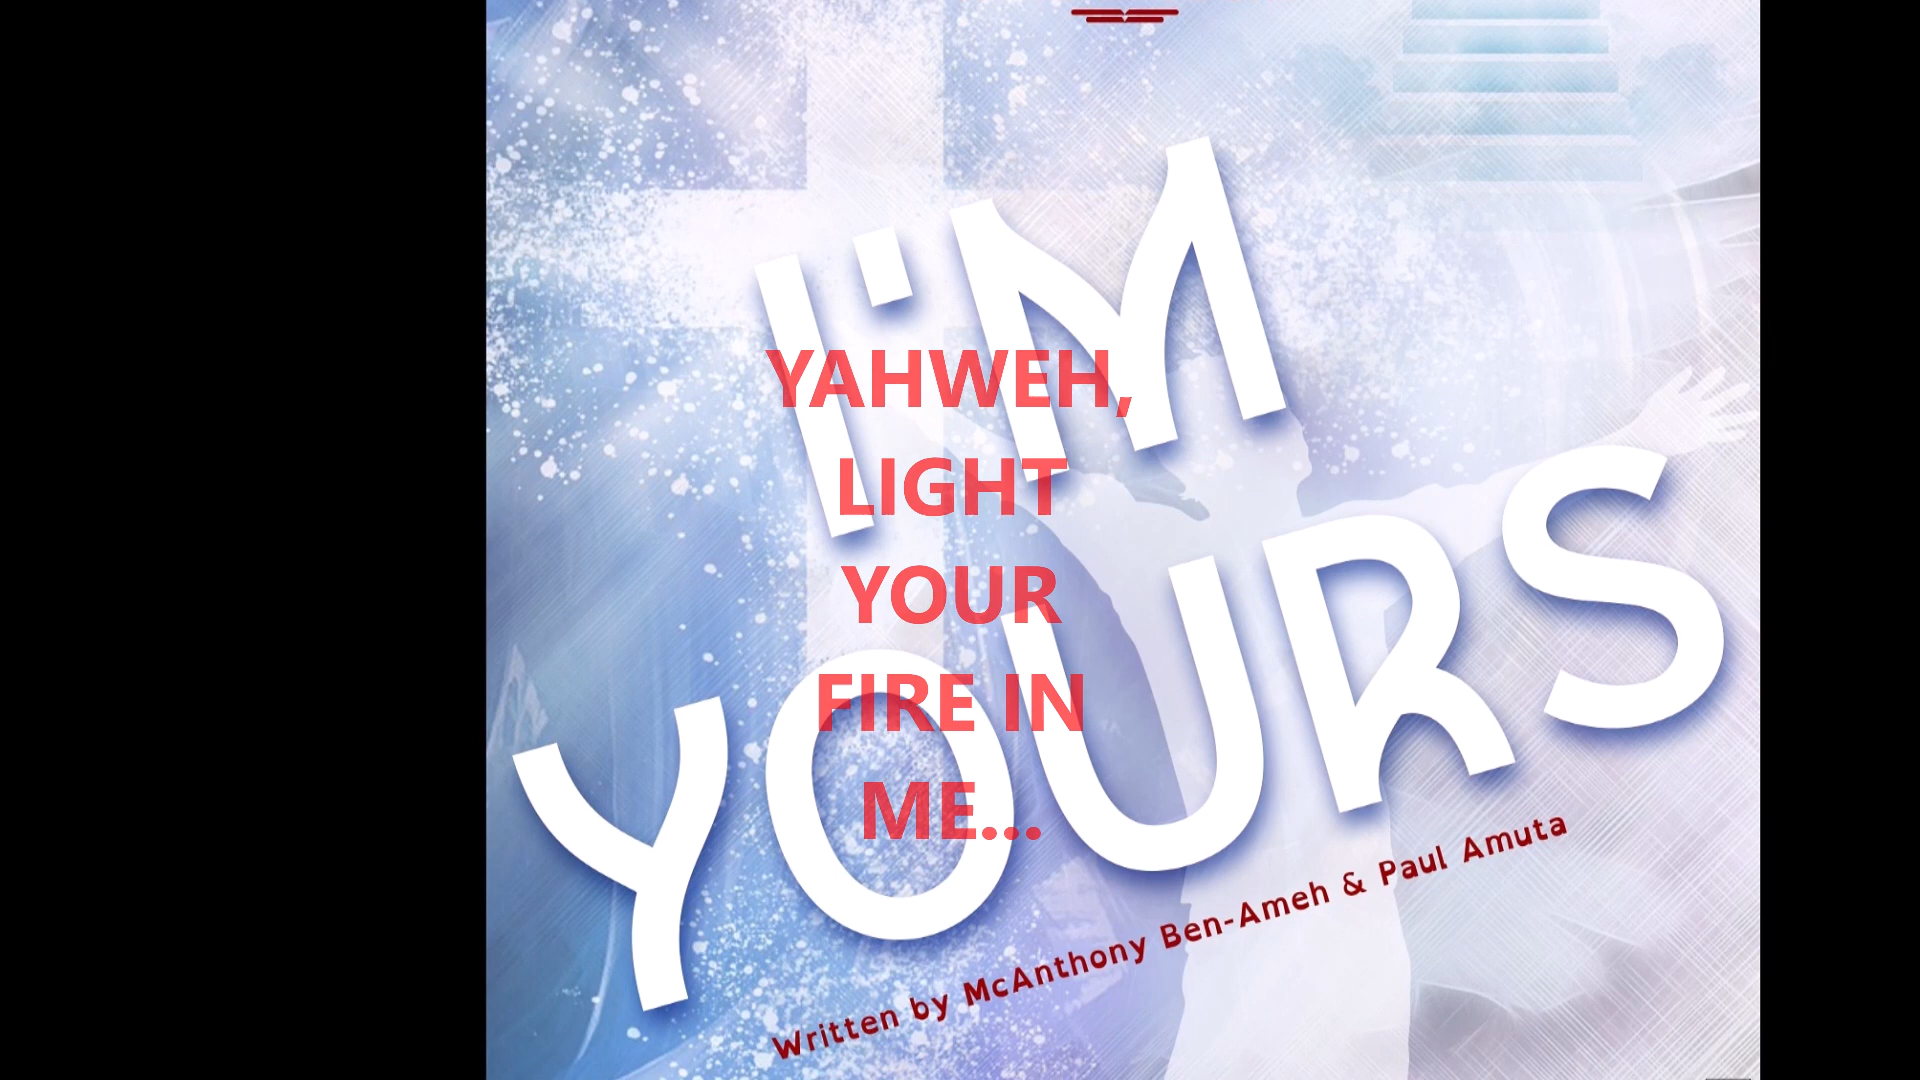 I'M
YOURS
YAHWEH,
LIGHT
YOUR
FIRE IN
ME...
Written by McAnthony Ben-Ameh & Paul Amuta